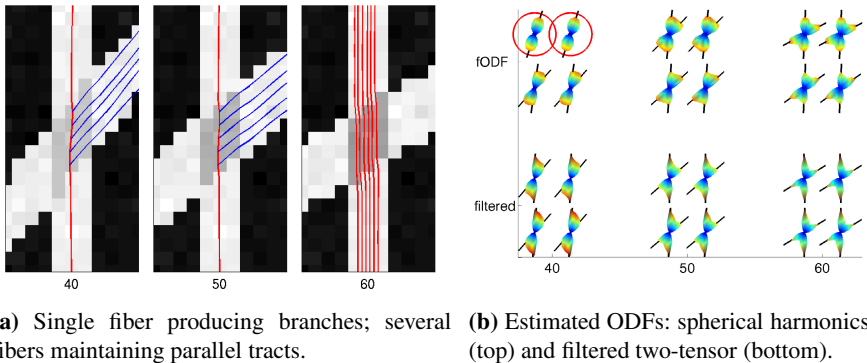 40
50
60
fODF
filtered
40
50
60
a) Single fiber producing branches; several
fibers maintaining parallel tracts.
(b) Estimated ODFs: spherical harmonics
(top) and filtered two-tensor (bottom).